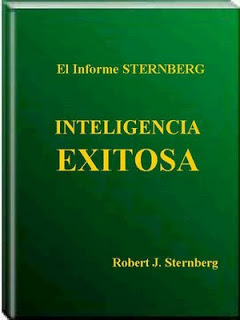 El Informe STERNBERG
INTELIGENCIA
EXITOSA
Robert J. Sternberg